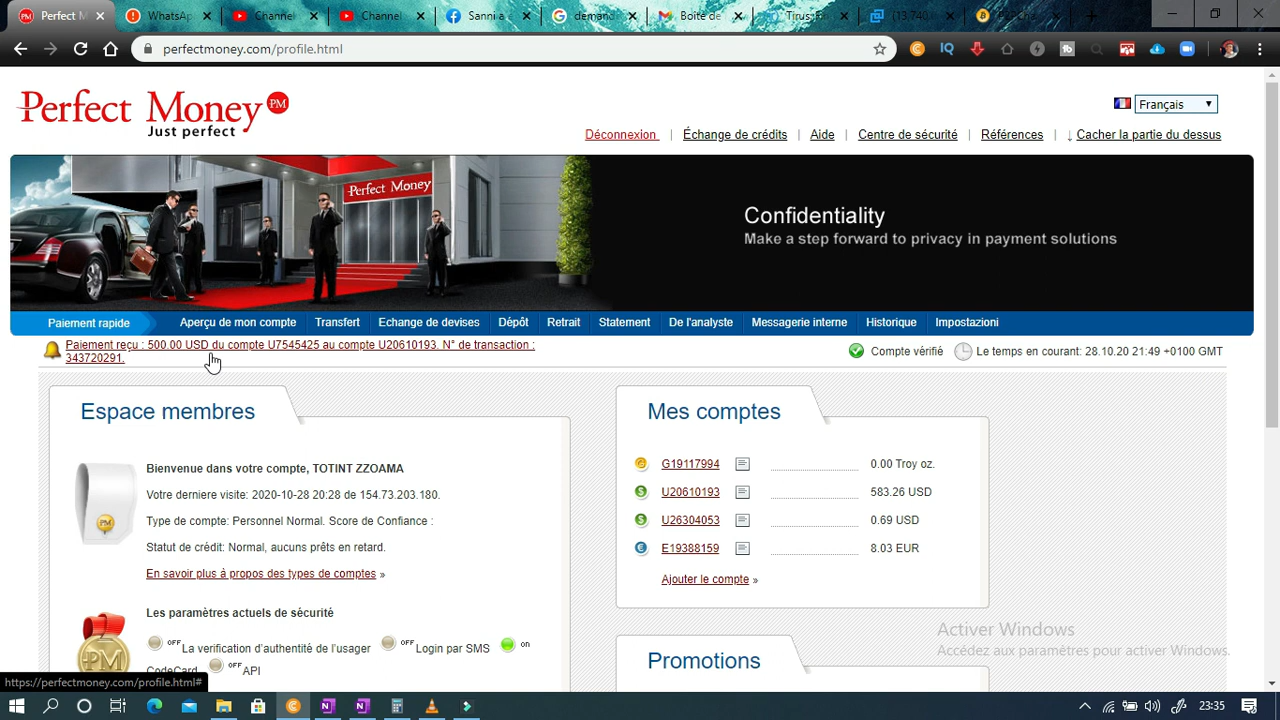 Perfect M
WhatsApp
Channel
Channel
Sanni a é
demand
Boîte de
(13 740
perfectmoney.com/profile.html
Perfect Money PM
Just perfect
Français
Déconnexion | Échange de crédits | Aide | Centre de sécurité | Références | ↓ Cacher la partie du dessus
Perfect Money
Confidentiality
Make a step forward to privacy in payment solutions
Paiement rapide
Aperçu de mon compte Transfert Echange de devises Dépôt Retrait Statement De l'analyste Messagerie interne Historique Impostazioni
Paiement reçu : 500.00 USD du compte U7545425 au compte U20610193. N° de transaction :
343720291.
Compte vérifié Le temps en courant: 28.10.20 21:49 +0100 GMT
Espace membres
Bienvenue dans votre compte, TOTINT ZZOAMA
Votre derniere visite: 2020-10-28 20:28 de 154.73.203.180.
Type de compte: Personnel Normal. Score de Confiance :
Statut de crédit: Normal, aucuns prêts en retard.
En savoir plus à propos des types de comptes »
Les paramètres actuels de sécurité
OFF La verification d'authentité de l'usager OFF Login par SMS on
CodeCard OFF API
PM
PM
Mes comptes
G19117994 0.00 Troy oz.
U20610193 583.26 USD
U26304053 0.69 USD
E19388159 8.03 EUR
Ajouter le compte »
Promotions
Activer Windows
Accédez aux paramètres pour activer Windows.
https://perfectmoney.com/profile.html#
23:35